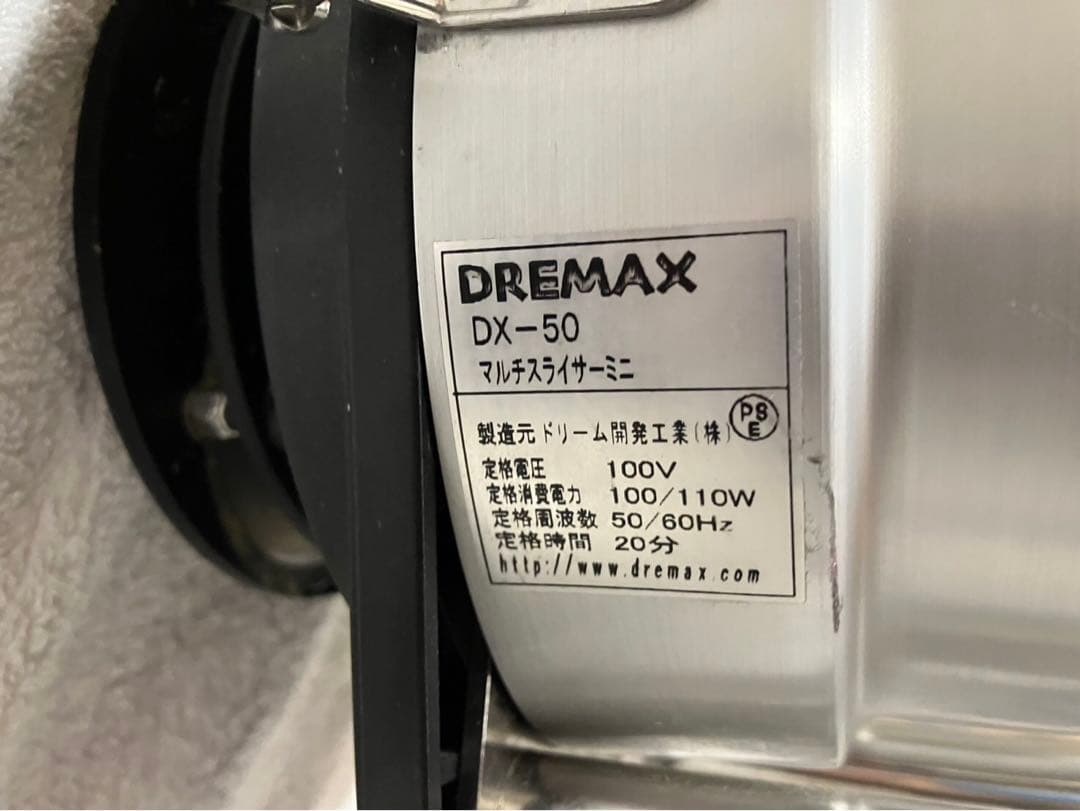 DREMAX
DX-50
マルチスライサーミニ
製造元 ドリーム開発工業(株) PSE
定格電圧 100V
定格消費電力 100/110W
定格周波数 50/60Hz
定格時間 20分
http://www.dremax.com